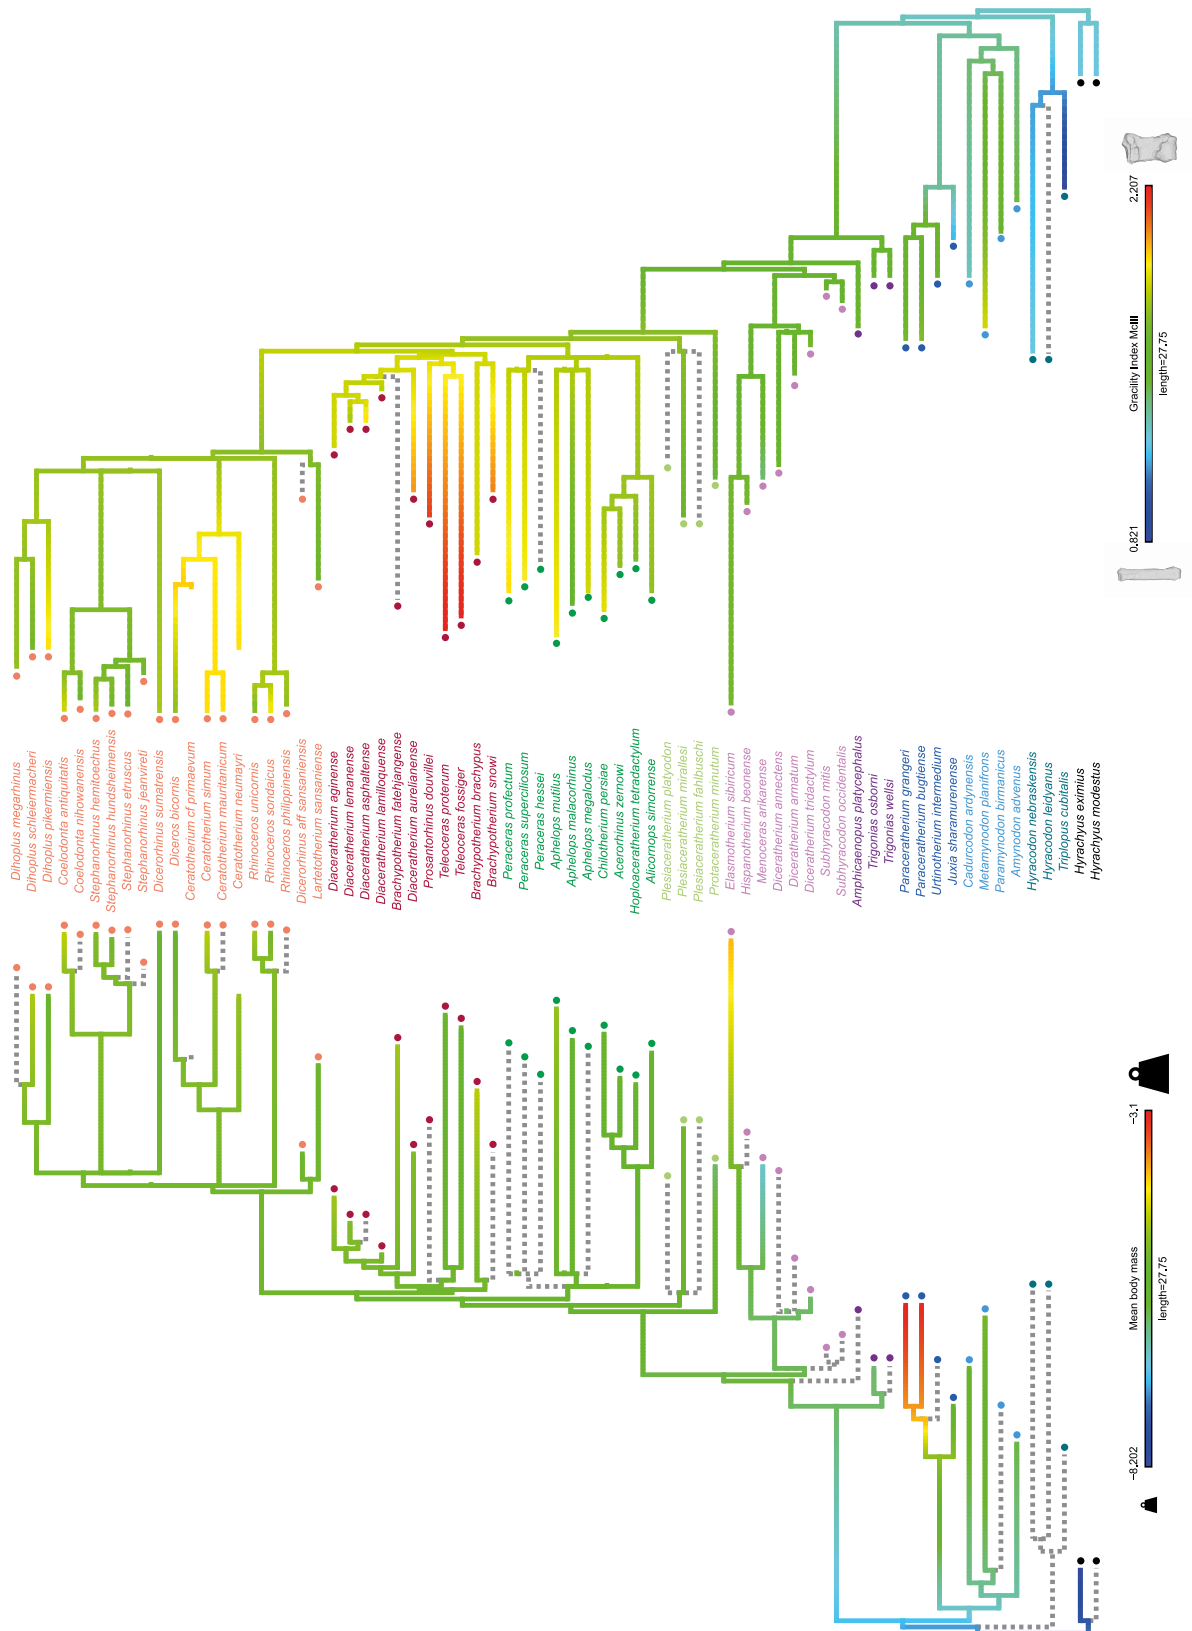 Dihoplus megarhinus
Dihoplus schleiermacheri
Dihoplus pikermiensis
Coelodonta antiquitatis
Coelodonta nihowanensis
Stephanorhinus hemitoechus
Stephanorhinus hundsheimensis
Stephanorhinus etruscus
Stephanorhinus jeanvireti
Dicerorhinus sumatrensis
Diceros bicornis
Ceratotherium cf primaevum
Ceratotherium simum
Ceratotherium mauritanicum
Ceratotherium neumayri
Rhinoceros unicornis
Rhinoceros sondaicus
Rhinoceros philippinensis
Dicerorhinus aff sansaniensis
Lartetotherium sansaniense
Diaceratherium aginense
Diaceratherium lemanense
Diaceratherium asphaltense
Diaceratherium lamilloquense
Brachypotherium fatehjangense
Diaceratherium aurelianense
Prosantorhinus douvillei
Teleoceras proterum
Teleoceras fossiger
Brachypotherium brachypus
Brachypotherium snowi
Peraceras profectum
Peraceras superciliosum
Peraceras hessei
Aphelops mutilus
Aphelops malacorhinus
Aphelops megalodus
Chilotherium persiae
Acerorhinus zernowi
Hoploaceratherium tetradactylum
Alicornops simorrense
Plesiaceratherium platyodon
Plesiaceratherium mirallesi
Plesiaceratherium fahlbuschi
Protaceratherium minutum
Elasmotherium sibiricum
Hispanotherium beonense
Menoceras arikarense
Diceratherium annectens
Diceratherium armatum
Diceratherium tridactylum
Subhyracodon mitis
Subhyracodon occidentalis
Amphicaenopus platycephalus
Trigonias osborni
Trigonias wellsi
Paraceratherium grangeri
Paraceratherium bugtiense
Urtinotherium intermedium
Juxia sharamurenense
Cadurcodon ardynensis
Metamynodon planifrons
Paramynodon birmanicus
Amynodon advenus
Hyracodon nebraskensis
Hyracodon leidyanus
Triplopus cubitalis
Hyrachyus eximius
Hyrachyus modestus
−8.202 Mean body mass −3.1
length=27.75
0.821 Gracility Index McIII 2.207
length=27.75